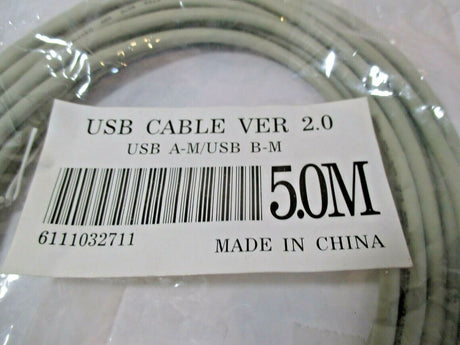 USB CABLE VER 2.0
USB A-M/USB B-M
5.0M
6111032711
MADE IN CHINA